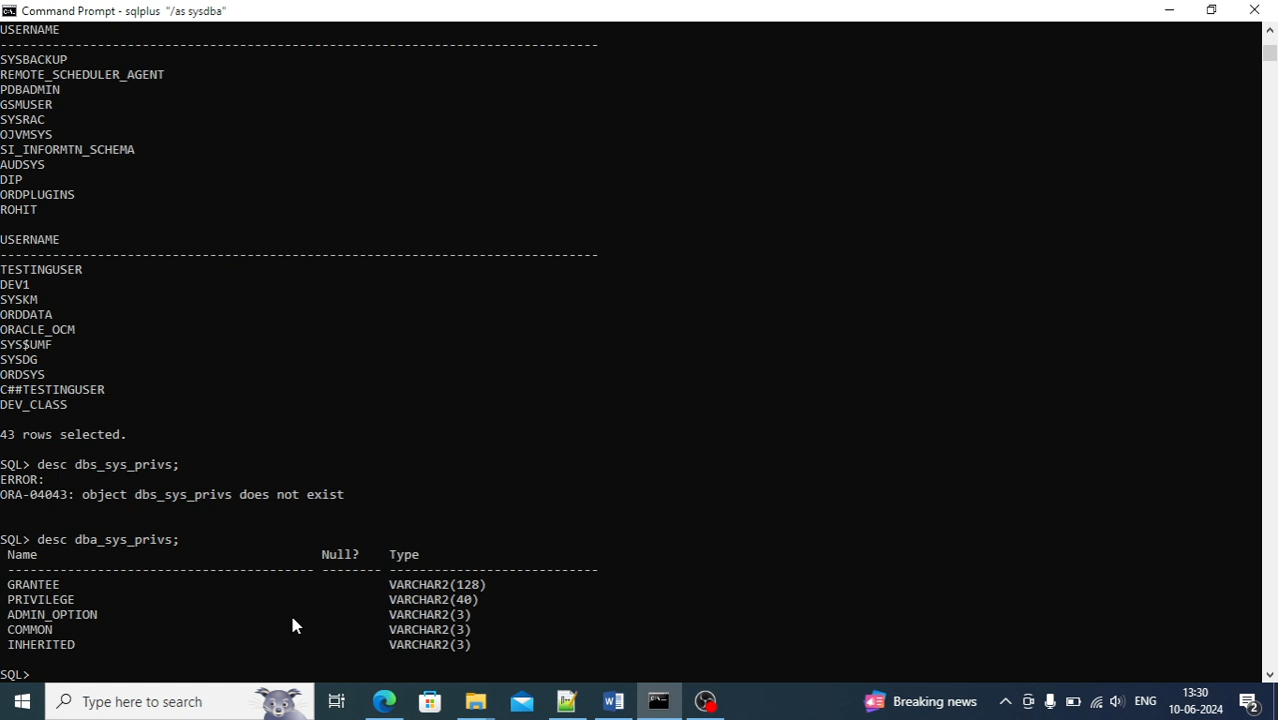 Command Prompt - sqlplus "/as sysdba"
USERNAME
--------------------------------------------------------------------------------
SYSBACKUP
REMOTE_SCHEDULER_AGENT
PDBADMIN
GSMUSER
SYSRAC
OJVMSYS
SI_INFORMTN_SCHEMA
AUDSYS
DIP
ORDPLUGINS
ROHIT
USERNAME
--------------------------------------------------------------------------------
TESTINGUSER
DEV1
SYSKM
ORDDATA
ORACLE_OCM
SYS$UMF
SYSDG
ORDSYS
C##TESTINGUSER
DEV_CLASS
43 rows selected.
SQL> desc dbs_sys_privs;
ERROR:
ORA-04043: object dbs_sys_privs does not exist
SQL> desc dba_sys_privs;
Name Null? Type
----------------------------------------- -------- ----------------------------
GRANTEE VARCHAR2(128)
PRIVILEGE VARCHAR2(40)
ADMIN_OPTION VARCHAR2(3)
COMMON VARCHAR2(3)
INHERITED VARCHAR2(3)
SQL>
Type here to search Breaking news ENG 13:30
10-06-2024 2